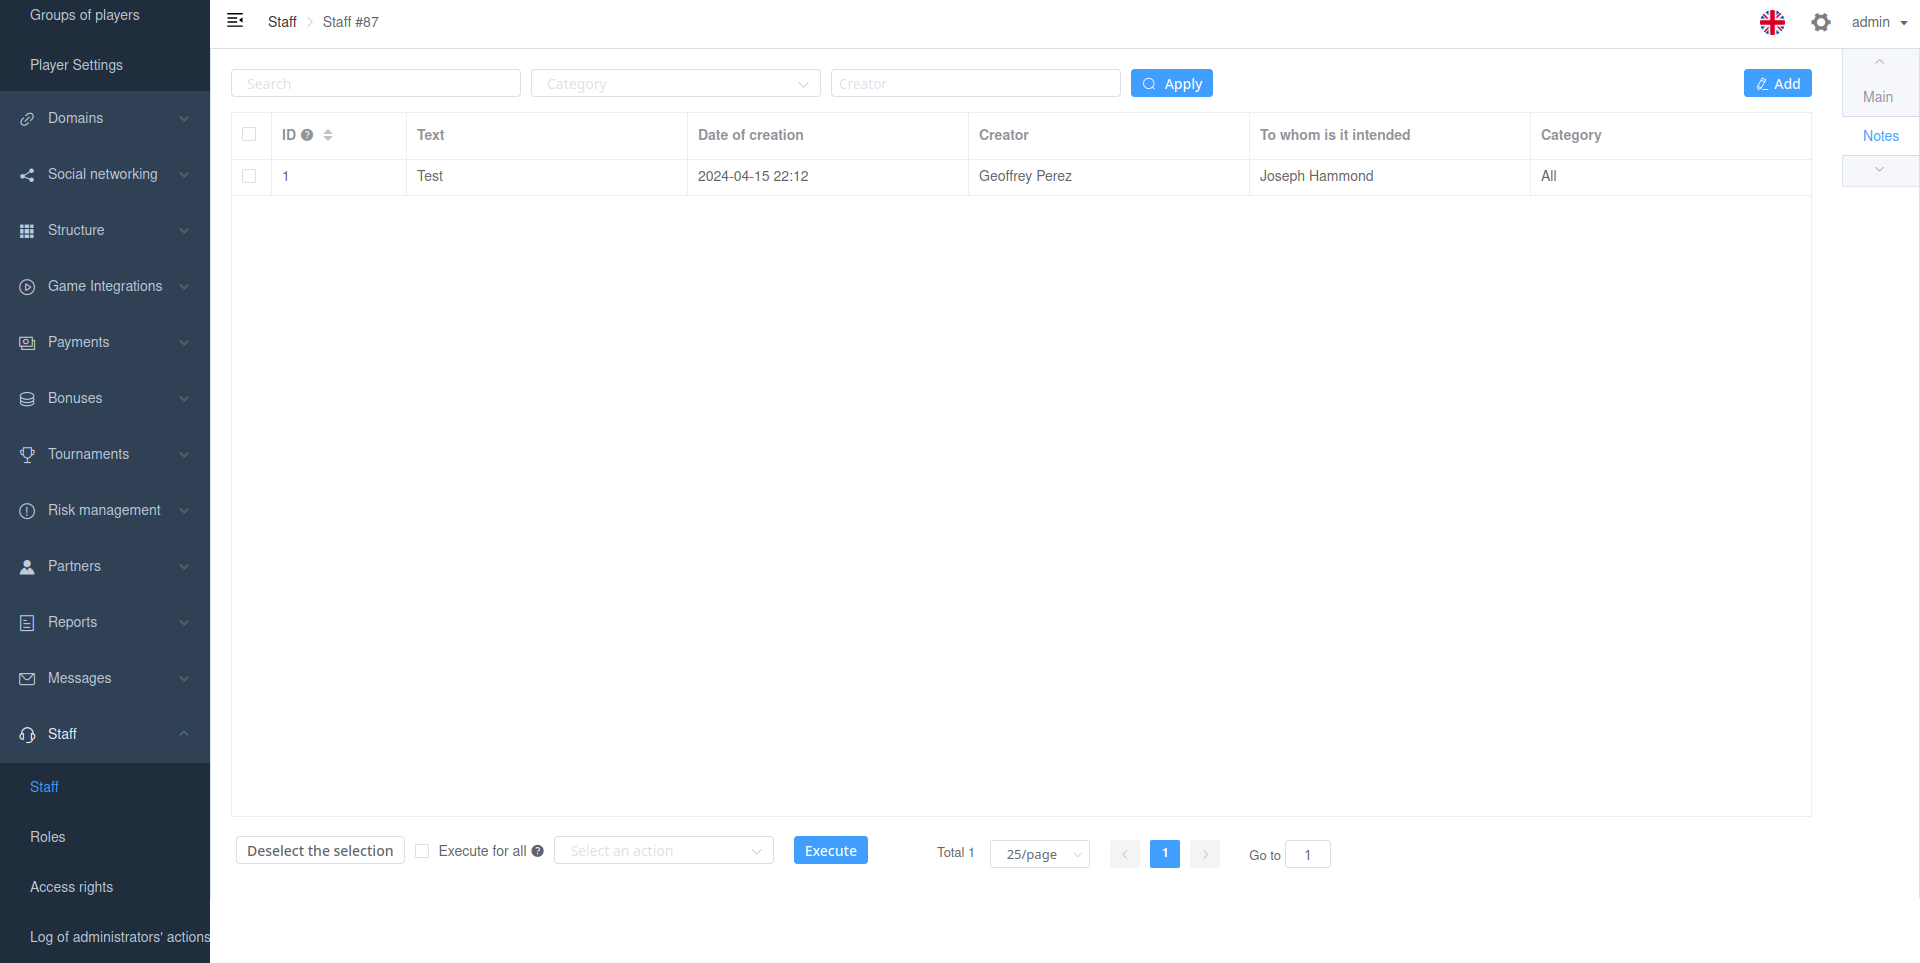 Groups of players
Player Settings
Domains
Social networking
Structure
Game Integrations
Payments
Bonuses
Tournaments
Risk management
Partners
Reports
Messages
Staff
Staff
Roles
Access rights
Log of administrators' actions
Staff > Staff #87
admin
Search Category Creator Apply Add
ID Text Date of creation Creator To whom is it intended Category
1 Test 2024-04-15 22:12 Geoffrey Perez Joseph Hammond All
Main
Notes
Deselect the selection Execute for all Select an action Execute Total 1 25/page 1 Go to 1